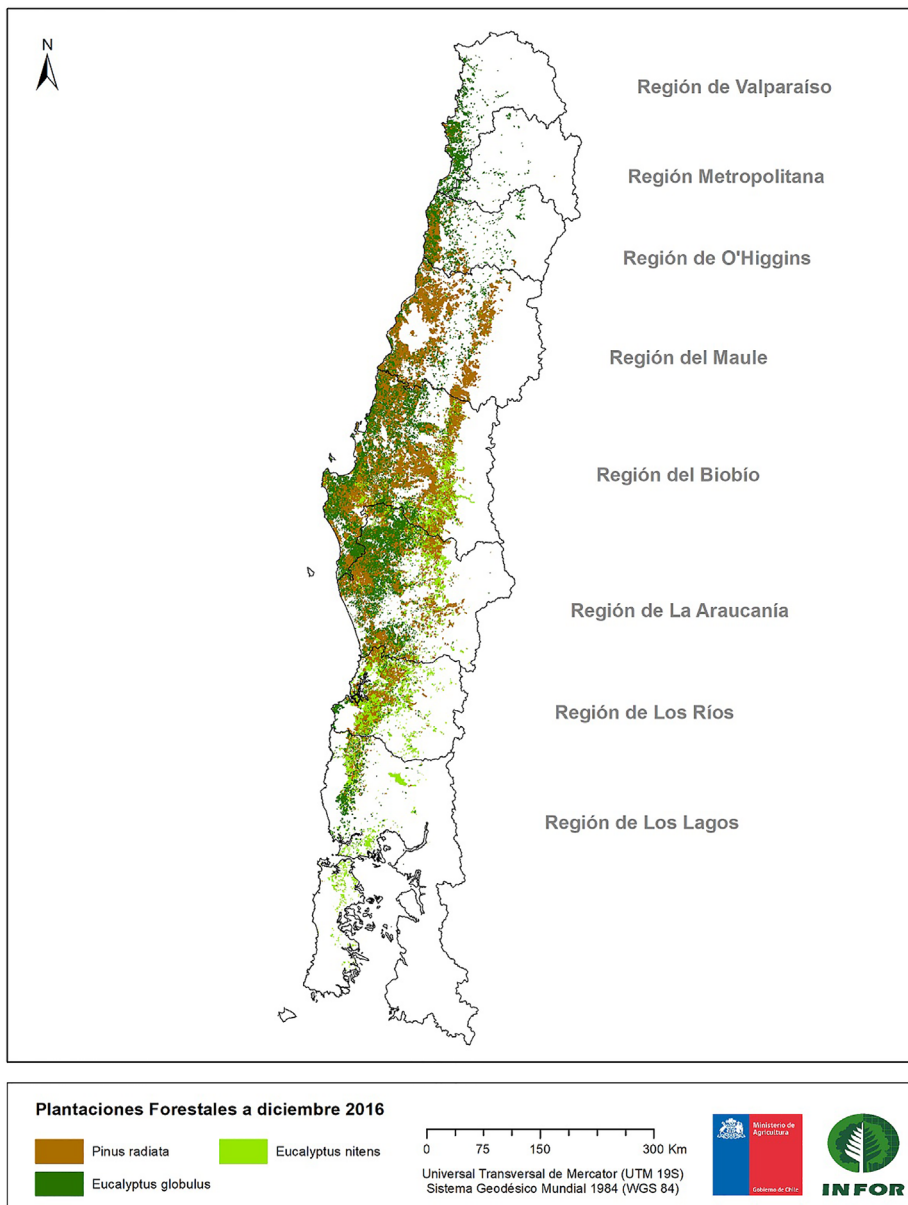 N
Región de Valparaíso
Región Metropolitana
Región de O'Higgins
Región del Maule
Región del Biobío
Región de La Araucanía
Región de Los Ríos
Región de Los Lagos
Plantaciones Forestales a diciembre 2016
Pinus radiata
Eucalyptus nitens
Eucalyptus globulus
0 75 150 300 Km
Universal Transversal de Mercator (UTM 19S)
Sistema Geodésico Mundial 1984 (WGS 84)
Ministerio de
Agricultura
Gobierno de Chile
INFOR